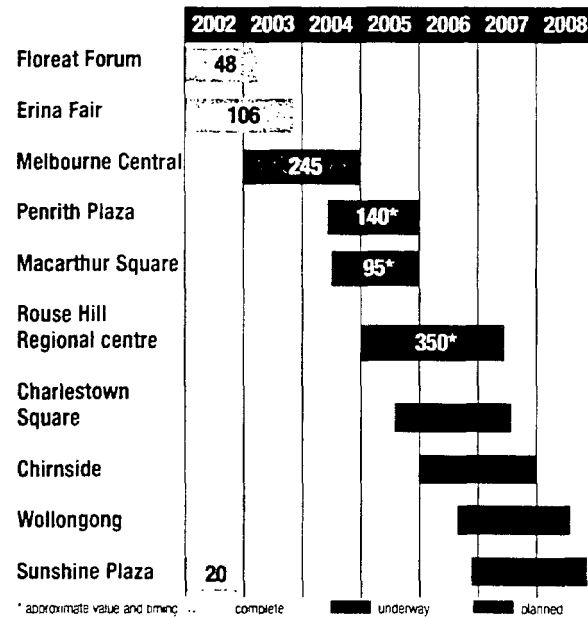 2002 2003 2004 2005 2006 2007 2008
Floreat Forum 48
Erina Fair 106
Melbourne Central 245
Penrith Plaza 140*
Macarthur Square 95*
Rouse Hill
Regional centre 350*
Charlestown
Square
Chirnside
Wollongong
Sunshine Plaza 20
* approximate value and timing complete underway planned